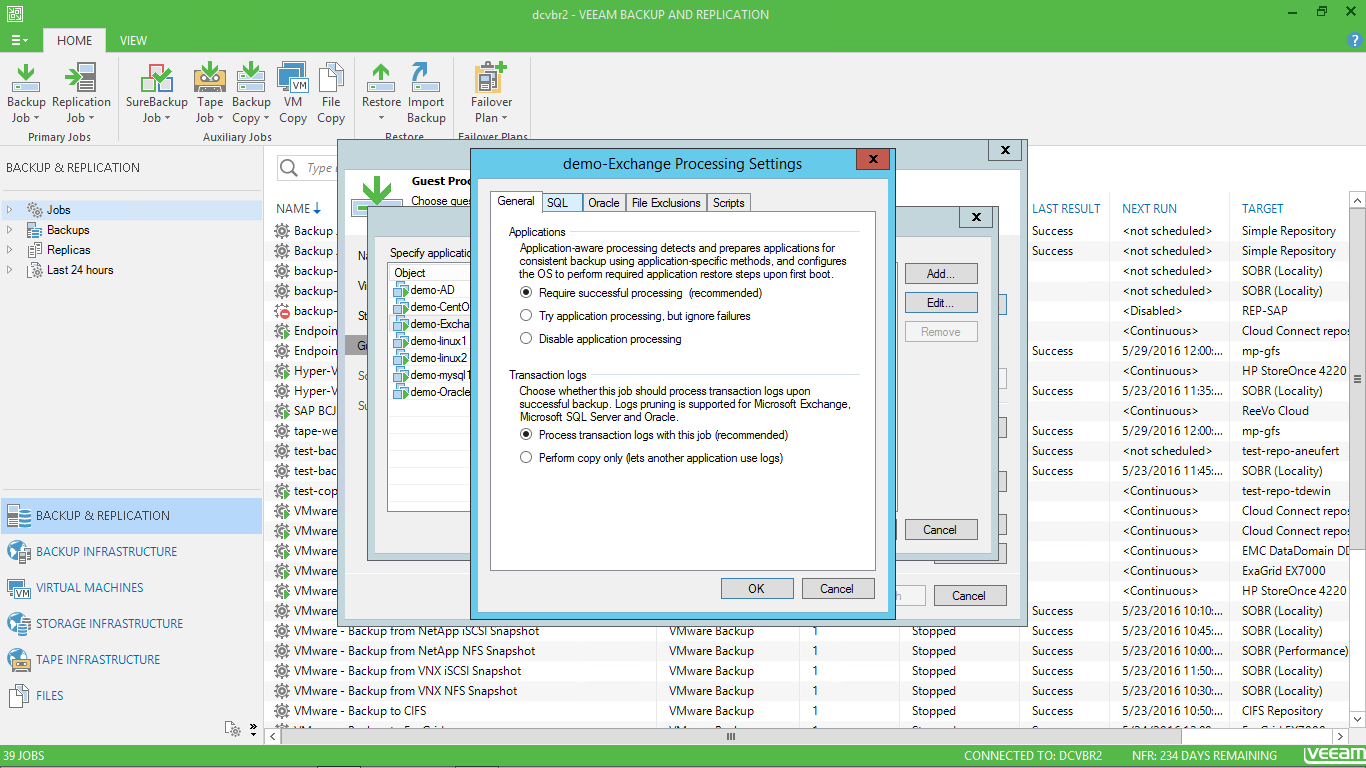 dcvbr2 - VEEAM BACKUP AND REPLICATION
HOME VIEW
Backup Job
Replication Job
SureBackup Job
Tape Job
Backup Copy
VM Copy
File Copy
Restore
Import Backup
Failover Plan
Primary Jobs
Auxiliary Jobs
Restore
Failover Plans
BACKUP & REPLICATION
Jobs
Backups
Replicas
Last 24 hours
BACKUP & REPLICATION
BACKUP INFRASTRUCTURE
VIRTUAL MACHINES
STORAGE INFRASTRUCTURE
TAPE INFRASTRUCTURE
FILES
39 JOBS
Type
NAME
LAST RESULT NEXT RUN TARGET
Backup Success <not scheduled> Simple Repository
Backup Success <not scheduled> Simple Repository
backup- <not scheduled> SOBR (Locality)
backup- <not scheduled> SOBR (Locality)
backup- <Disabled> REP-SAP
Endpoin <Continuous> Cloud Connect repos
Endpoin Success 5/29/2016 12:00:... mp-gfs
Hyper-V <Continuous> HP StoreOnce 4220
Hyper-V Success 5/23/2016 11:35:... SOBR (Locality)
SAP BCJ <Continuous> ReeVo Cloud
tape-we Success 5/29/2016 12:00:... mp-gfs
test-bac Success <not scheduled> test-repo-aneufert
test-bac Success 5/23/2016 11:45:... SOBR (Locality)
test-cop <Continuous> test-repo-tdewin
VMware <Continuous> Cloud Connect repos
VMware <Continuous> Cloud Connect repos
VMware <Continuous> EMC DataDomain DD
VMware <Continuous> ExaGrid EX7000
VMware <Continuous> HP StoreOnce 4220
VMware Success 5/23/2016 10:10:... SOBR (Locality)
VMware - Backup from NetApp iSCSI Snapshot VMware Backup 1 Stopped Success 5/23/2016 10:45:... SOBR (Locality)
VMware - Backup from NetApp NFS Snapshot VMware Backup 1 Stopped Success 5/23/2016 10:00:... SOBR (Performance)
VMware - Backup from VNX iSCSI Snapshot VMware Backup 1 Stopped Success 5/23/2016 11:50:... SOBR (Locality)
VMware - Backup from VNX NFS Snapshot VMware Backup 1 Stopped Success 5/23/2016 10:30:... SOBR (Locality)
VMware - Backup to CIFS VMware Backup 1 Stopped Success 5/23/2016 10:50:... CIFS Repository
Guest Proc
Choose gues
Cancel
Specify applicatio
Object
demo-AD
demo-CentO
demo-Excha
demo-linux1
demo-linux2
demo-mysql1
demo-Oracle
Add...
Edit...
Remove
Cancel
demo-Exchange Processing Settings
General SQL Oracle File Exclusions Scripts
Applications
Application-aware processing detects and prepares applications for
consistent backup using application-specific methods, and configures
the OS to perform required application restore steps upon first boot.
Require successful processing (recommended)
Try application processing, but ignore failures
Disable application processing
Transaction logs
Choose whether this job should process transaction logs upon
successful backup. Logs pruning is supported for Microsoft Exchange,
Microsoft SQL Server and Oracle.
Process transaction logs with this job (recommended)
Perform copy only (lets another application use logs)
OK Cancel
CONNECTED TO: DCVBR2 NFR: 234 DAYS REMAINING
veeam